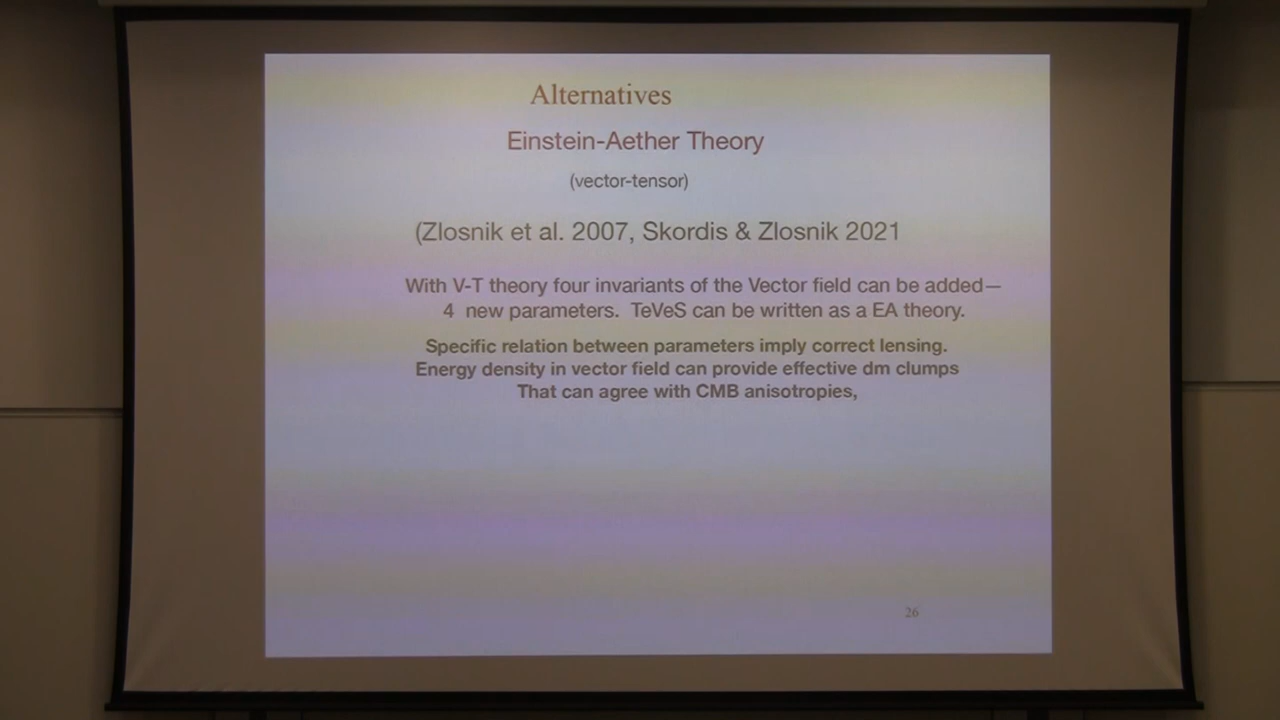 Alternatives
Einstein-Aether Theory
(vector-tensor)
(Zlosnik et al. 2007, Skordis & Zlosnik 2021
With V-T theory four invariants of the Vector field can be added—
4 new parameters. TeVeS can be written as a EA theory.
Specific relation between parameters imply correct lensing.
Energy density in vector field can provide effective dm clumps
That can agree with CMB anisotropies,
26